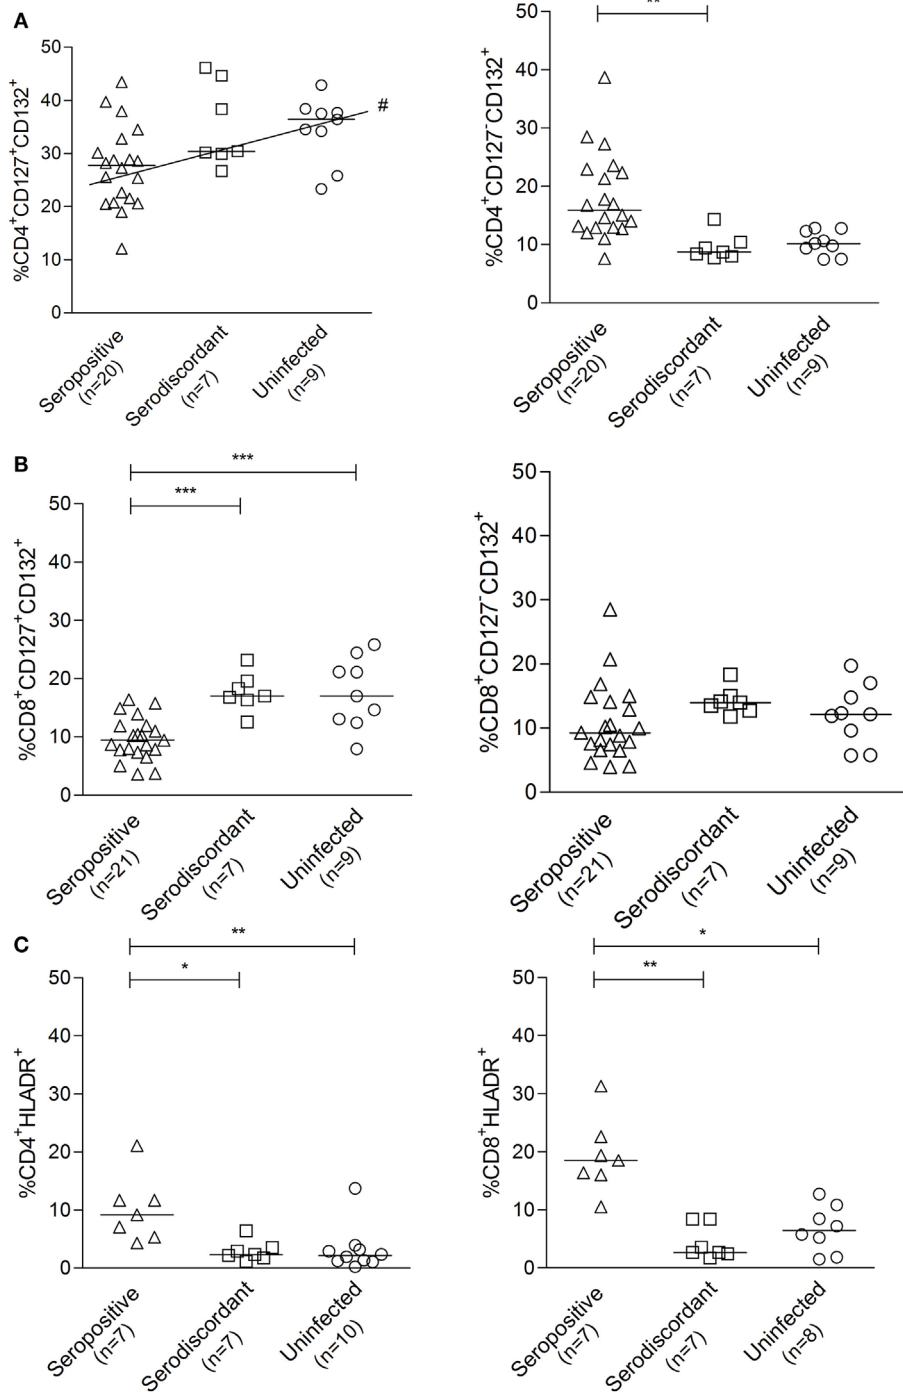 A
%CD4+CD127+CD132+
50
40
30
20
10
0
#
Seropositive
(n=20)
Serodiscordant
(n=7)
Uninfected
(n=9)
%CD4+CD127-CD132+
50
40
30
20
10
0
**
Seropositive
(n=20)
Serodiscordant
(n=7)
Uninfected
(n=9)
B
%CD8+CD127+CD132+
50
40
30
20
10
0
***
***
Seropositive
(n=21)
Serodiscordant
(n=7)
Uninfected
(n=9)
%CD8+CD127-CD132+
50
40
30
20
10
0
Seropositive
(n=21)
Serodiscordant
(n=7)
Uninfected
(n=9)
C
%CD4+HLADR+
50
40
30
20
10
0
**
*
Seropositive
(n=7)
Serodiscordant
(n=7)
Uninfected
(n=10)
%CD8+HLADR+
50
40
30
20
10
0
*
**
Seropositive
(n=7)
Serodiscordant
(n=7)
Uninfected
(n=8)